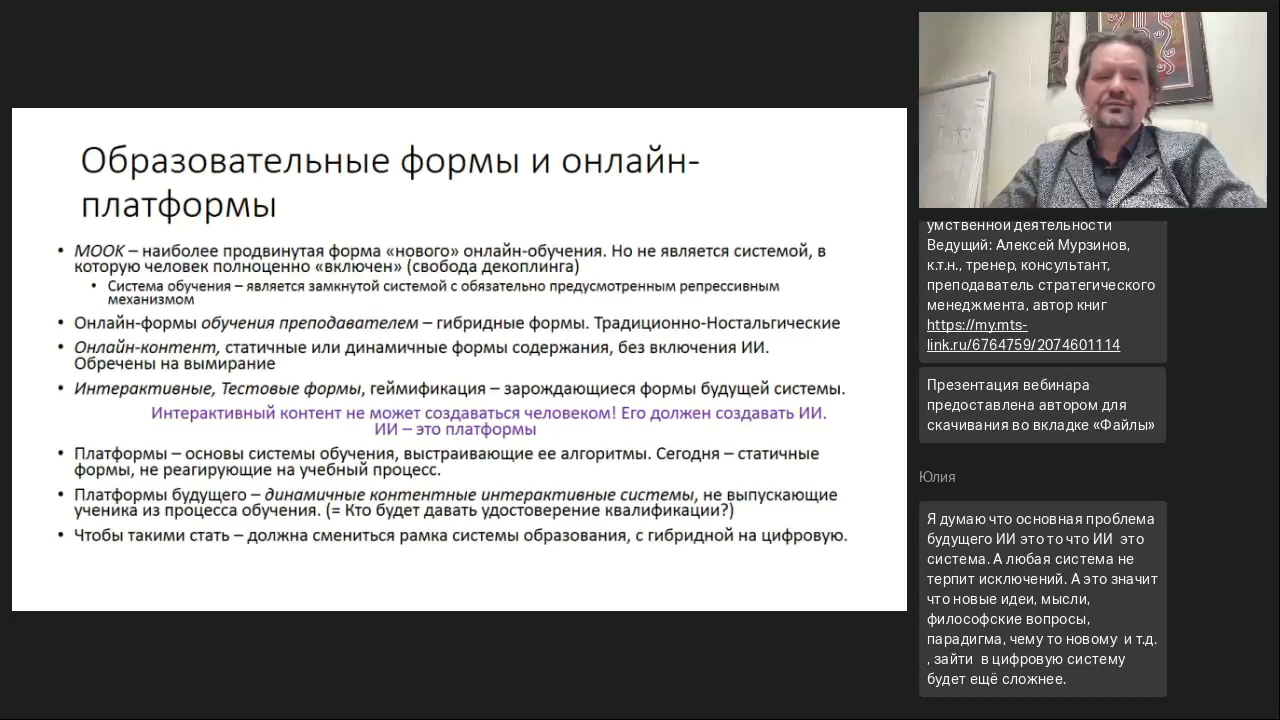 Образовательные формы и онлайн-
платформы
• МООК – наиболее продвинутая форма «нового» онлайн-обучения. Но не является системой, в
которую человек полноценно «включен» (свобода декоплинга)
• Система обучения – является замкнутой системой с обязательно предусмотренным репрессивным
механизмом
• Онлайн-формы обучения преподавателем – гибридные формы. Традиционно-Ностальгические
• Онлайн-контент, статичные или динамичные формы содержания, без включения ИИ.
Обречены на вымирание
• Интерактивные, Тестовые формы, геймификация – зарождающиеся формы будущей системы.
Интерактивный контент не может создаваться человеком! Его должен создавать ИИ.
ИИ – это платформы
• Платформы – основы системы обучения, выстраивающие ее алгоритмы. Сегодня – статичные
формы, не реагирующие на учебный процесс.
• Платформы будущего – динамичные контентные интерактивные системы, не выпускающие
ученика из процесса обучения. (= Кто будет давать удостоверение квалификации?)
• Чтобы такими стать – должна смениться рамка системы образования, с гибридной на цифровую.
умственной деятельности
Ведущий: Алексей Мурзинов,
к.т.н., тренер, консультант,
преподаватель стратегического
менеджмента, автор книг
https://my.mts-
link.ru/6764759/2074601114
Презентация вебинара
предоставлена автором для
скачивания во вкладке «Файлы»
Юлия
Я думаю что основная проблема
будущего ИИ это то что ИИ это
система. А любая система не
терпит исключений. А это значит
что новые идеи, мысли,
философские вопросы,
парадигма, чему то новому и т.д.
, зайти в цифровую систему
будет ещё сложнее.